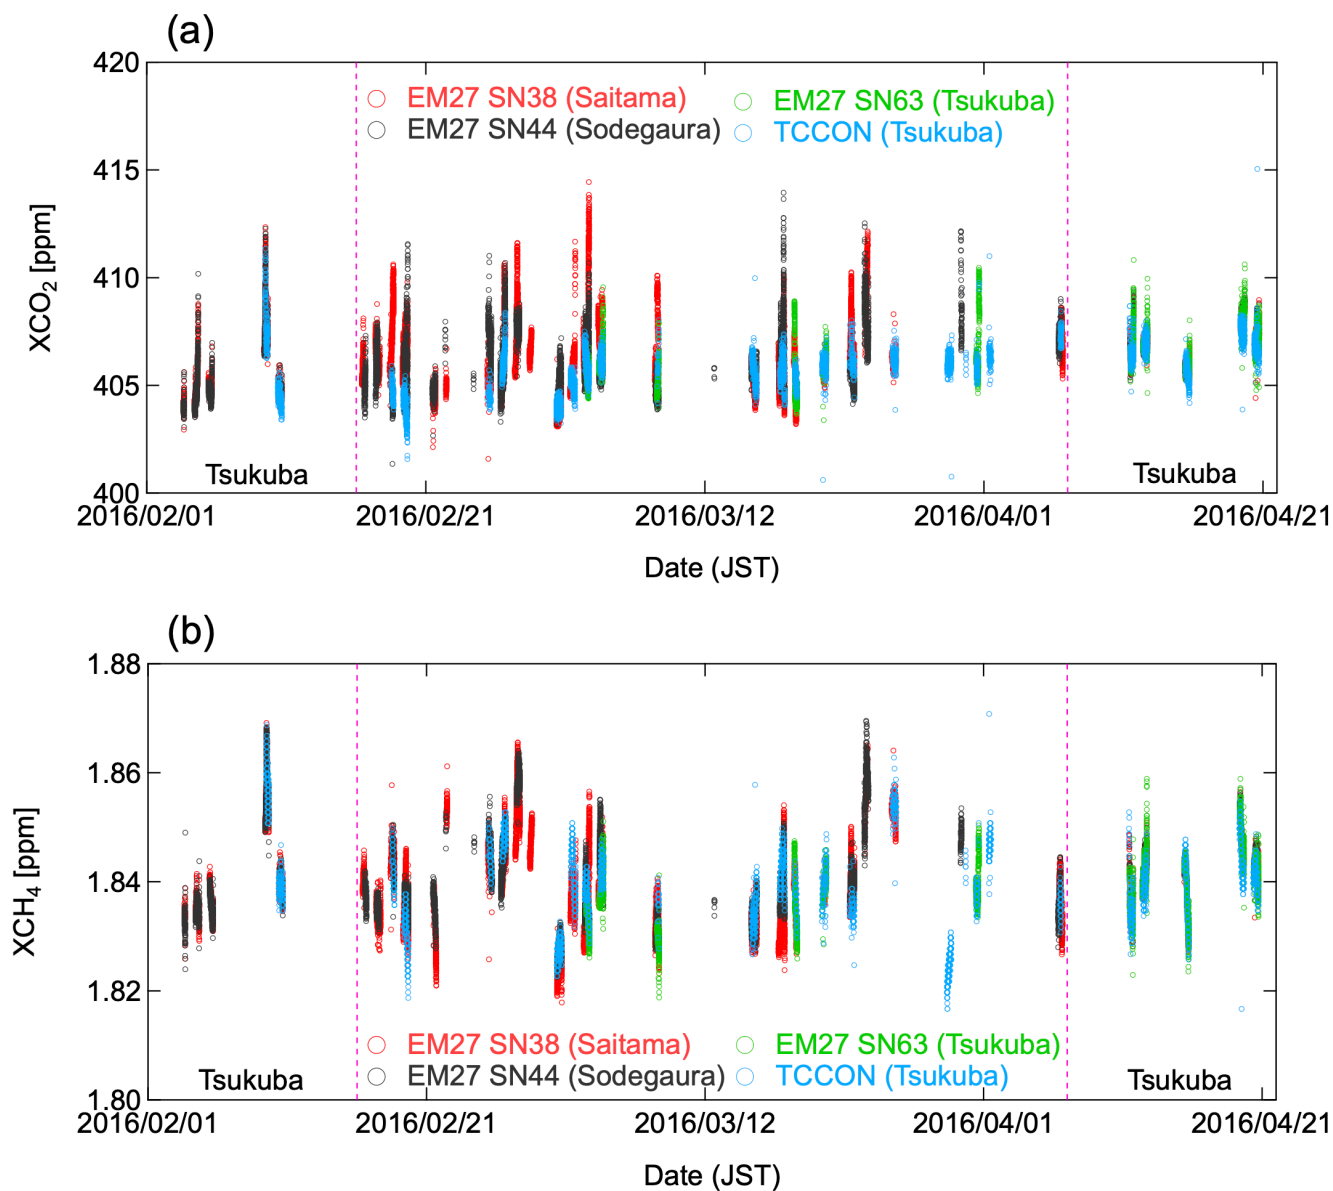 (a)
420
EM27 SN38 (Saitama)
EM27 SN63 (Tsukuba)
EM27 SN44 (Sodegaura)
TCCON (Tsukuba)
415
XCO2 [ppm]
410
405
Tsukuba
Tsukuba
400
2016/02/01
2016/02/21
2016/03/12
2016/04/01
2016/04/21
Date (JST)
(b)
1.88
1.86
XCH4 [ppm]
1.84
1.82
EM27 SN38 (Saitama)
EM27 SN63 (Tsukuba)
Tsukuba
EM27 SN44 (Sodegaura)
TCCON (Tsukuba)
Tsukuba
1.80
2016/02/01
2016/02/21
2016/03/12
2016/04/01
2016/04/21
Date (JST)